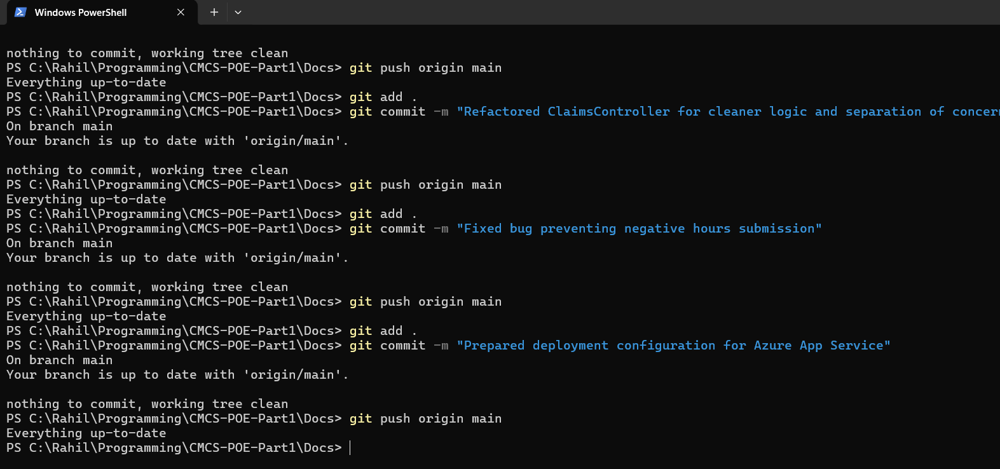 Windows PowerShell
nothing to commit, working tree clean
PS C:\Rahil\Programming\CMCS-POE-Part1\Docs> git push origin main
Everything up-to-date
PS C:\Rahil\Programming\CMCS-POE-Part1\Docs> git add .
PS C:\Rahil\Programming\CMCS-POE-Part1\Docs> git commit -m "Refactored ClaimsController for cleaner logic and separation of concer
On branch main
Your branch is up to date with 'origin/main'.
nothing to commit, working tree clean
PS C:\Rahil\Programming\CMCS-POE-Part1\Docs> git push origin main
Everything up-to-date
PS C:\Rahil\Programming\CMCS-POE-Part1\Docs> git add .
PS C:\Rahil\Programming\CMCS-POE-Part1\Docs> git commit -m "Fixed bug preventing negative hours submission"
On branch main
Your branch is up to date with 'origin/main'.
nothing to commit, working tree clean
PS C:\Rahil\Programming\CMCS-POE-Part1\Docs> git push origin main
Everything up-to-date
PS C:\Rahil\Programming\CMCS-POE-Part1\Docs> git add .
PS C:\Rahil\Programming\CMCS-POE-Part1\Docs> git commit -m "Prepared deployment configuration for Azure App Service"
On branch main
Your branch is up to date with 'origin/main'.
nothing to commit, working tree clean
PS C:\Rahil\Programming\CMCS-POE-Part1\Docs> git push origin main
Everything up-to-date
PS C:\Rahil\Programming\CMCS-POE-Part1\Docs>